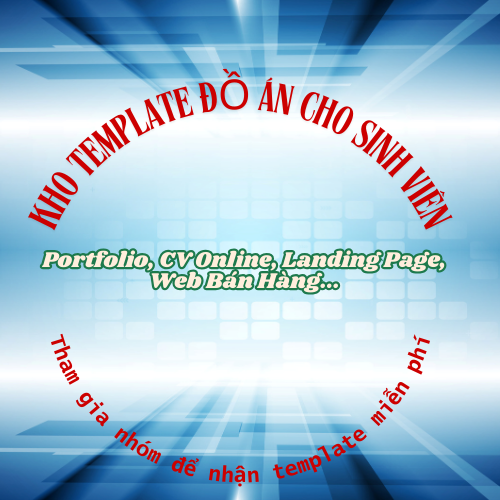 KHO TEMPLATE ĐỒ ÁN CHO SINH VIÊN
Portfolio, CV Online, Landing Page,
Web Bán Hàng...
Tham gia nhóm để nhận template miễn phí